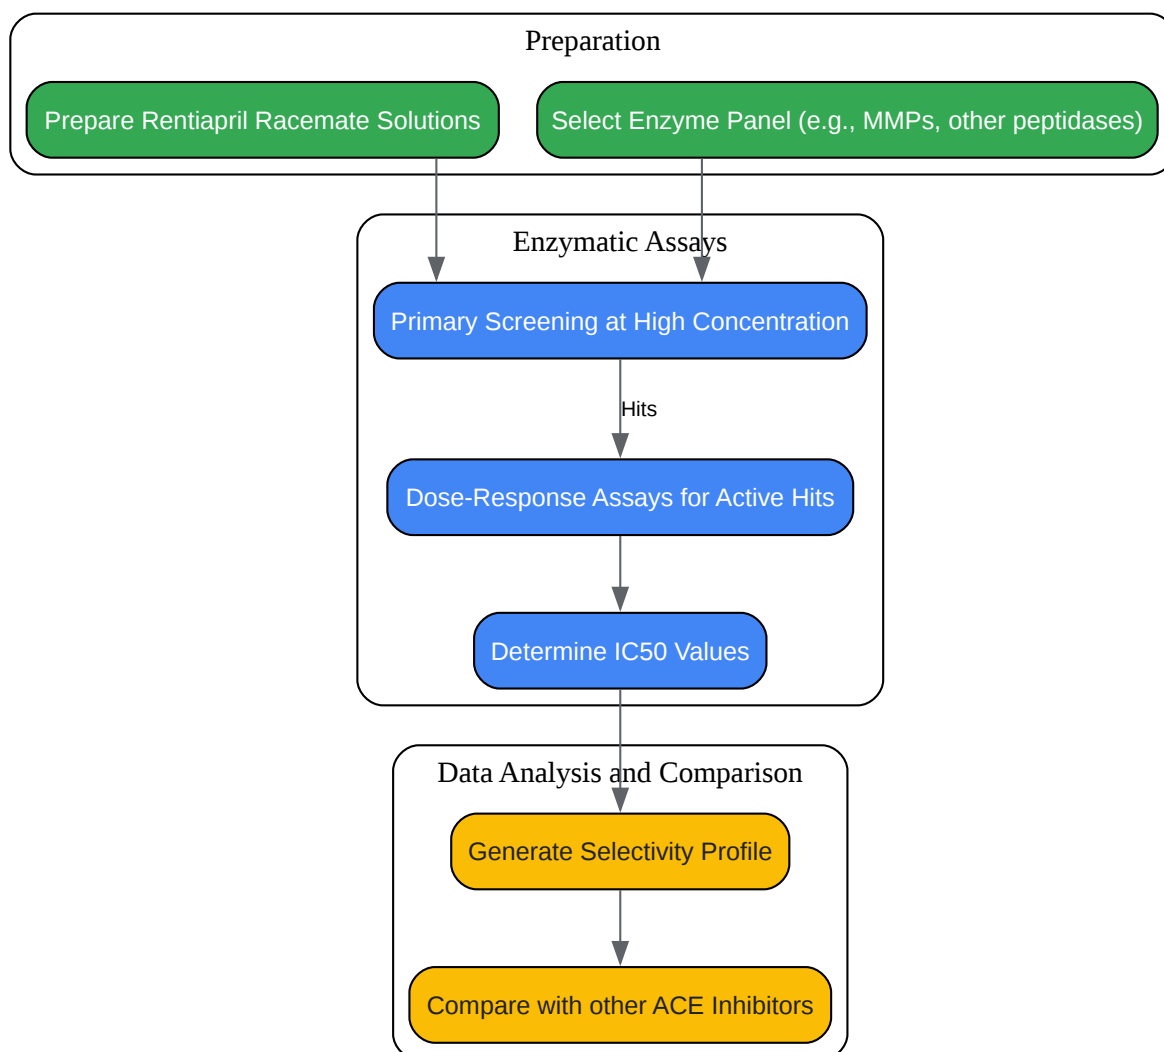 Preparation
Prepare Rentiapril Racemate Solutions
Select Enzyme Panel (e.g., MMPs, other peptidases)
Enzymatic Assays
Primary Screening at High Concentration
Hits
Dose-Response Assays for Active Hits
Determine IC50 Values
Data Analysis and Comparison
Generate Selectivity Profile
Compare with other ACE Inhibitors